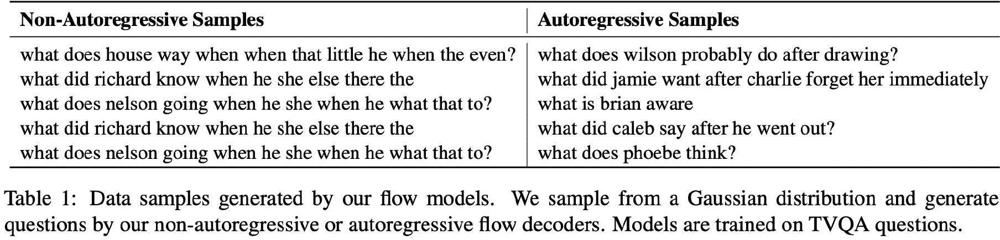 Non-Autoregressive Samples Autoregressive Samples
what does house way when when that little he when the even? what does wilson probably do after drawing?
what did richard know when he she else there the what did jamie want after charlie forget her immediately
what does nelson going when he she when he what that to? what is brian aware
what did richard know when he she else there the what did caleb say after he went out?
what does nelson going when he she when he what that to? what does phoebe think?
Table 1: Data samples generated by our flow models. We sample from a Gaussian distribution and generate
questions by our non-autoregressive or autoregressive flow decoders. Models are trained on TVQA questions.